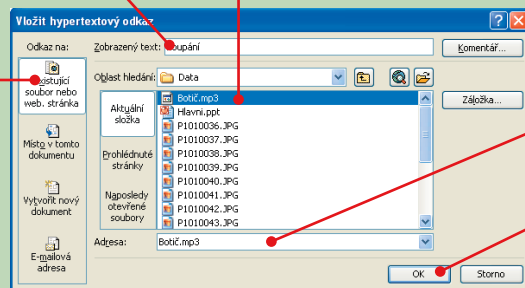 Vložit hypertextový odkaz
Odkaz na:
Zobrazený text: oupání
Komentář...
Existující soubor nebo web. stránka
Oblast hledání: Data
Místo v tomto dokumentu
Vytvořit nový dokument
E-mailová adresa
Aktuální složka
Prohlédnuté stránky
Naposledy otevřené soubory
Botič.mp3
Hlavni.ppt
P1010036.JPG
P1010037.JPG
P1010038.JPG
P1010039.JPG
P1010040.JPG
P1010041.JPG
P1010042.JPG
P1010043.JPG
Záložka...
Adresa: Botič.mp3
OK
Storno